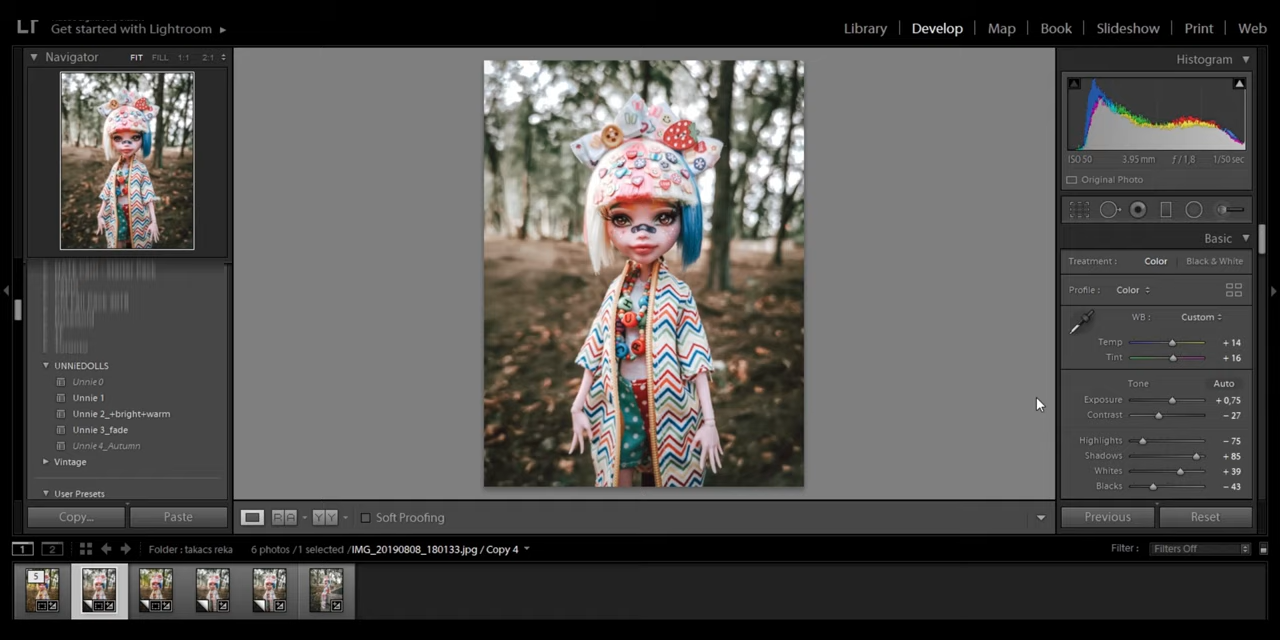 Lr Get started with Lightroom
Library Develop Map Book Slideshow Print Web
Navigator FIT FILL 1:1 2:1
Histogram
ISO 50 3,95 mm ƒ / 1,8 1/50 sec
Original Photo
Basic
Treatment : Color Black & White
Profile : Color
WB : Custom
Temp + 14
Tint + 16
Tone Auto
Exposure + 0,75
Contrast − 27
Highlights − 75
Shadows + 85
Whites + 39
Blacks − 43
UNNiEDOLLS
Unnie 0
Unnie 1
Unnie 2_+bright+warm
Unnie 3_fade
Unnie 4_Autumn
Vintage
User Presets
Copy... Paste
Soft Proofing
Previous Reset
1 2 Folder : takacs reka 6 photos / 1 selected / IMG_20190808_180133.jpg / Copy 4
Filter : Filters Off
5